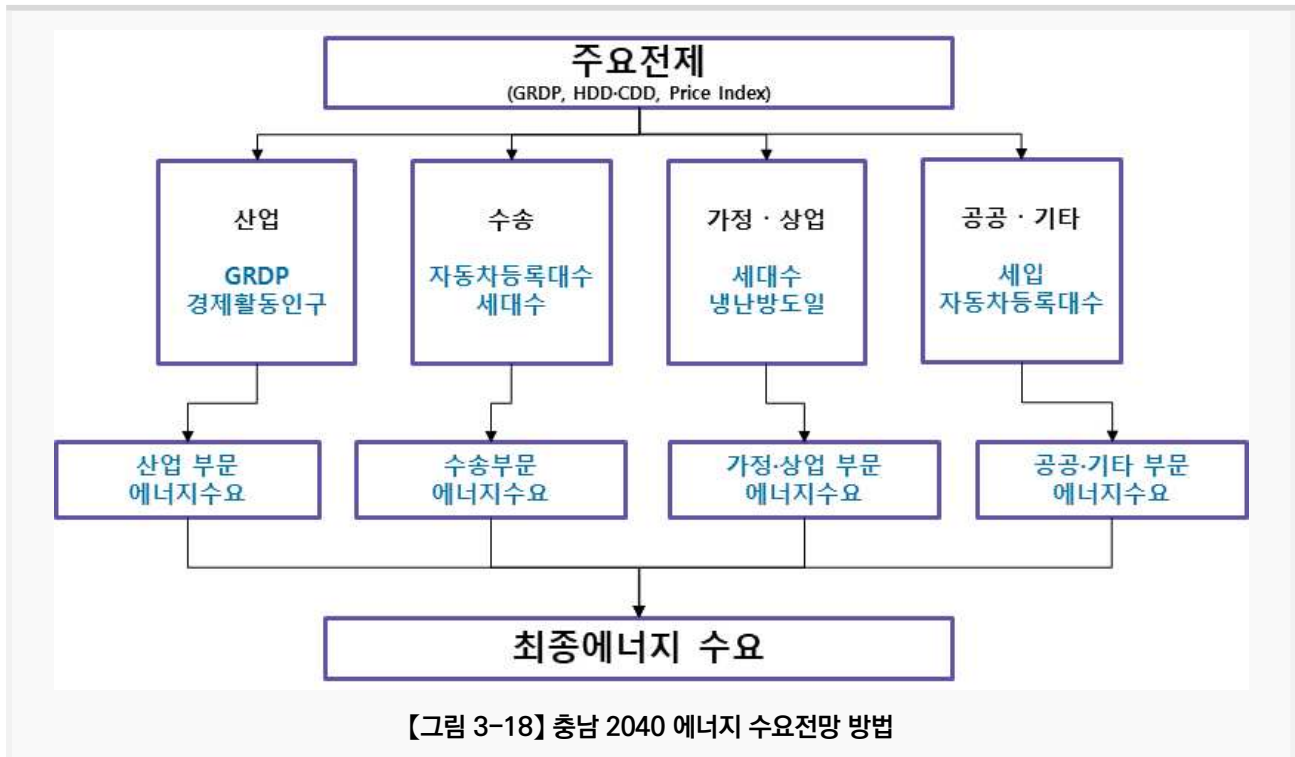 주요전제
(GRDP, HDD·CDD, Price Index)
산업
GRDP
경제활동인구
수송
자동차등록대수
세대수
가정 · 상업
세대수
냉난방도일
공공 · 기타
세입
자동차등록대수
산업 부문
에너지수요
수송부문
에너지수요
가정·상업 부문
에너지수요
공공·기타 부문
에너지수요
최종에너지 수요
【그림 3-18】 충남 2040 에너지 수요전망 방법